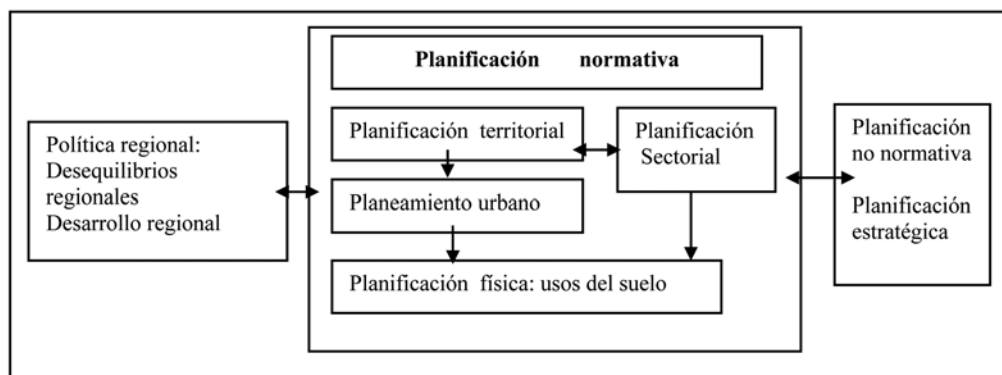 Planificación normativa
Política regional:
Desequilibrios
regionales
Desarrollo regional
Planificación territorial
Planificación
Sectorial
Planeamiento urbano
Planificación física: usos del suelo
Planificación
no normativa
Planificación
estratégica